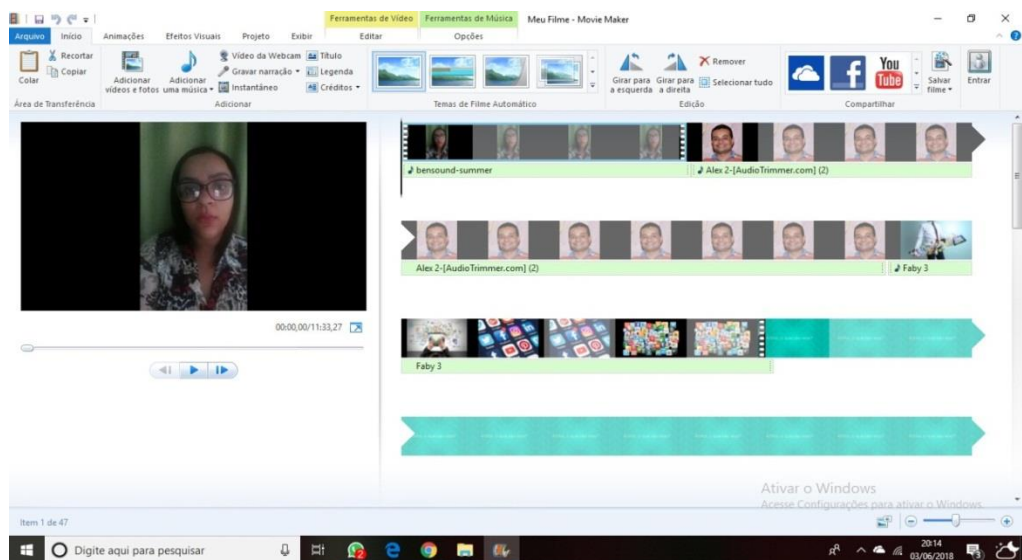 Ferramentas de Vídeo Ferramentas de Música Meu Filme - Movie Maker
Arquivo Início Animações Efeitos Visuais Projeto Exibir Editar Opções
Colar
Recortar
Copiar
Área de Transferência
Adicionar
vídeos e fotos
Adicionar
uma música
Vídeo da Webcam
Gravar narração
Instantâneo
Título
Legenda
Créditos
Adicionar
Temas de Filme Automático
Girar para
a esquerda
Girar para
a direita
Remover
Selecionar tudo
Edição
f
You
Tube
Compartilhar
Salvar
filme
Entrar
bensound-summer
Alex 2-[AudioTrimmer.com] (2)
Alex 2-[AudioTrimmer.com] (2)
Faby 3
00:00,00/11:33,27
Faby 3
Ativar o Windows
Acesse Configurações para ativar o Windows.
Item 1 de 47
Digite aqui para pesquisar
20:14
03/06/2018
3